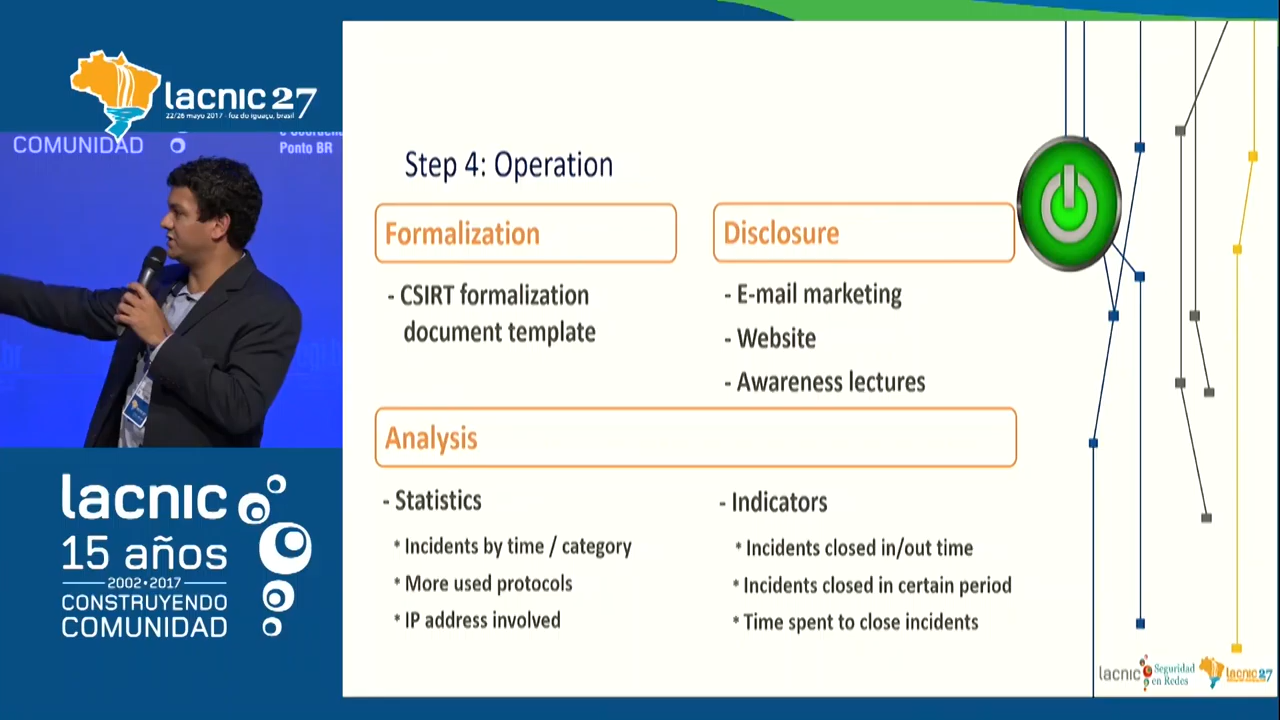 lacnic 27
22/26 mayo 2017 - foz do iguaçu, brasil
COMUNIDAD
e Coordena
Ponto BR
Step 4: Operation
Formalization
- CSIRT formalization
document template
Disclosure
- E-mail marketing
- Website
- Awareness lectures
Analysis
- Statistics
* Incidents by time / category
* More used protocols
* IP address involved
- Indicators
* Incidents closed in/out time
* Incidents closed in certain period
* Time spent to close incidents
lacnic
15 años
2002•2017
CONSTRUYENDO
COMUNIDAD
lacnic
Seguridad
en Redes
lacnic 27